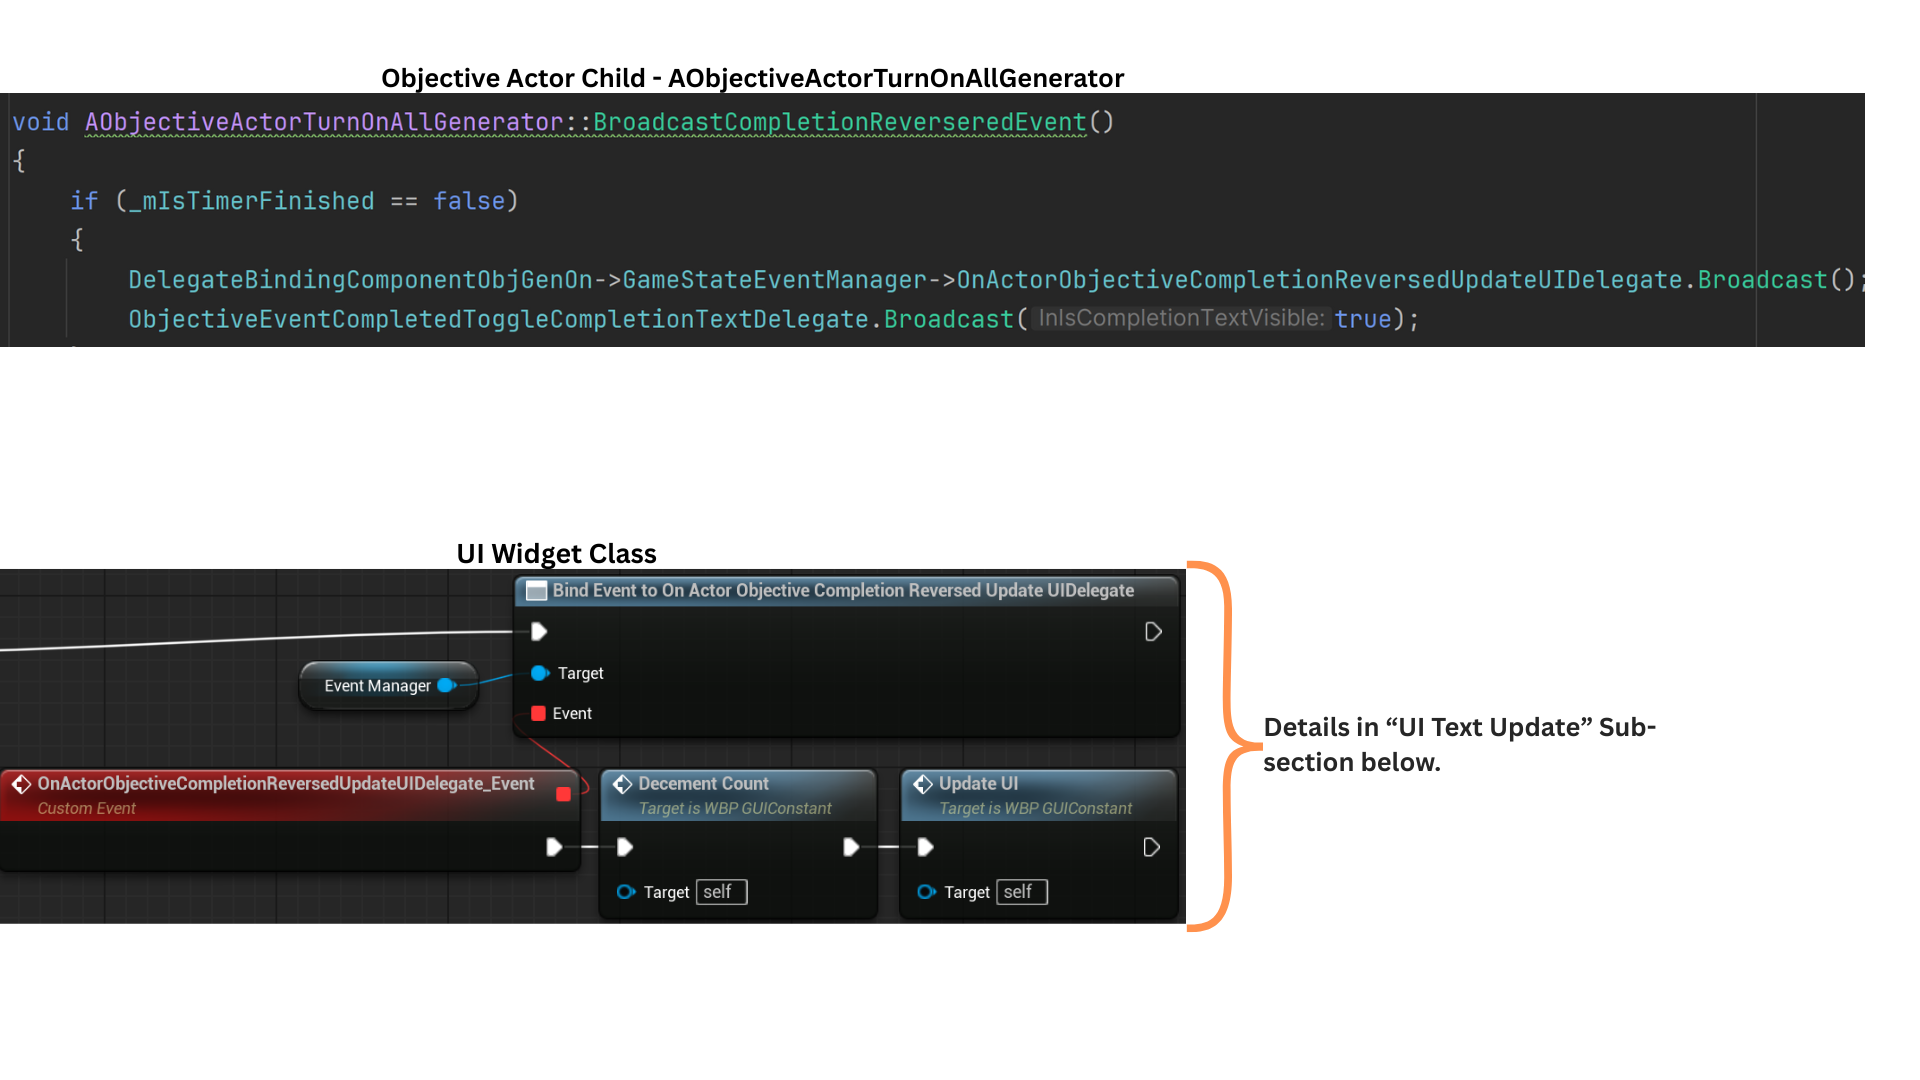 Objective Actor Child - AObjectiveActorTurnOnAllGenerator
void AObjectiveActorTurnOnAllGenerator::BroadcastCompletionReverseredEvent()
{
if (_mIsTimerFinished == false)
{
DelegateBindingComponentObjGenOn->GameStateEventManager->OnActorObjectiveCompletionReversedUpdateUIDelegate.Broadcast();
ObjectiveEventCompletedToggleCompletionTextDelegate.Broadcast( InIsCompletionTextVisible: true);
UI Widget Class
Bind Event to On Actor Objective Completion Reversed Update UIDelegate
Target
Event Manager
Event
OnActorObjectiveCompletionReversedUpdateUIDelegate_Event
Custom Event
Decement Count
Target is WBP GUIConstant
Target self
Update UI
Target is WBP GUIConstant
Target self
Details in “UI Text Update” Sub-
section below.